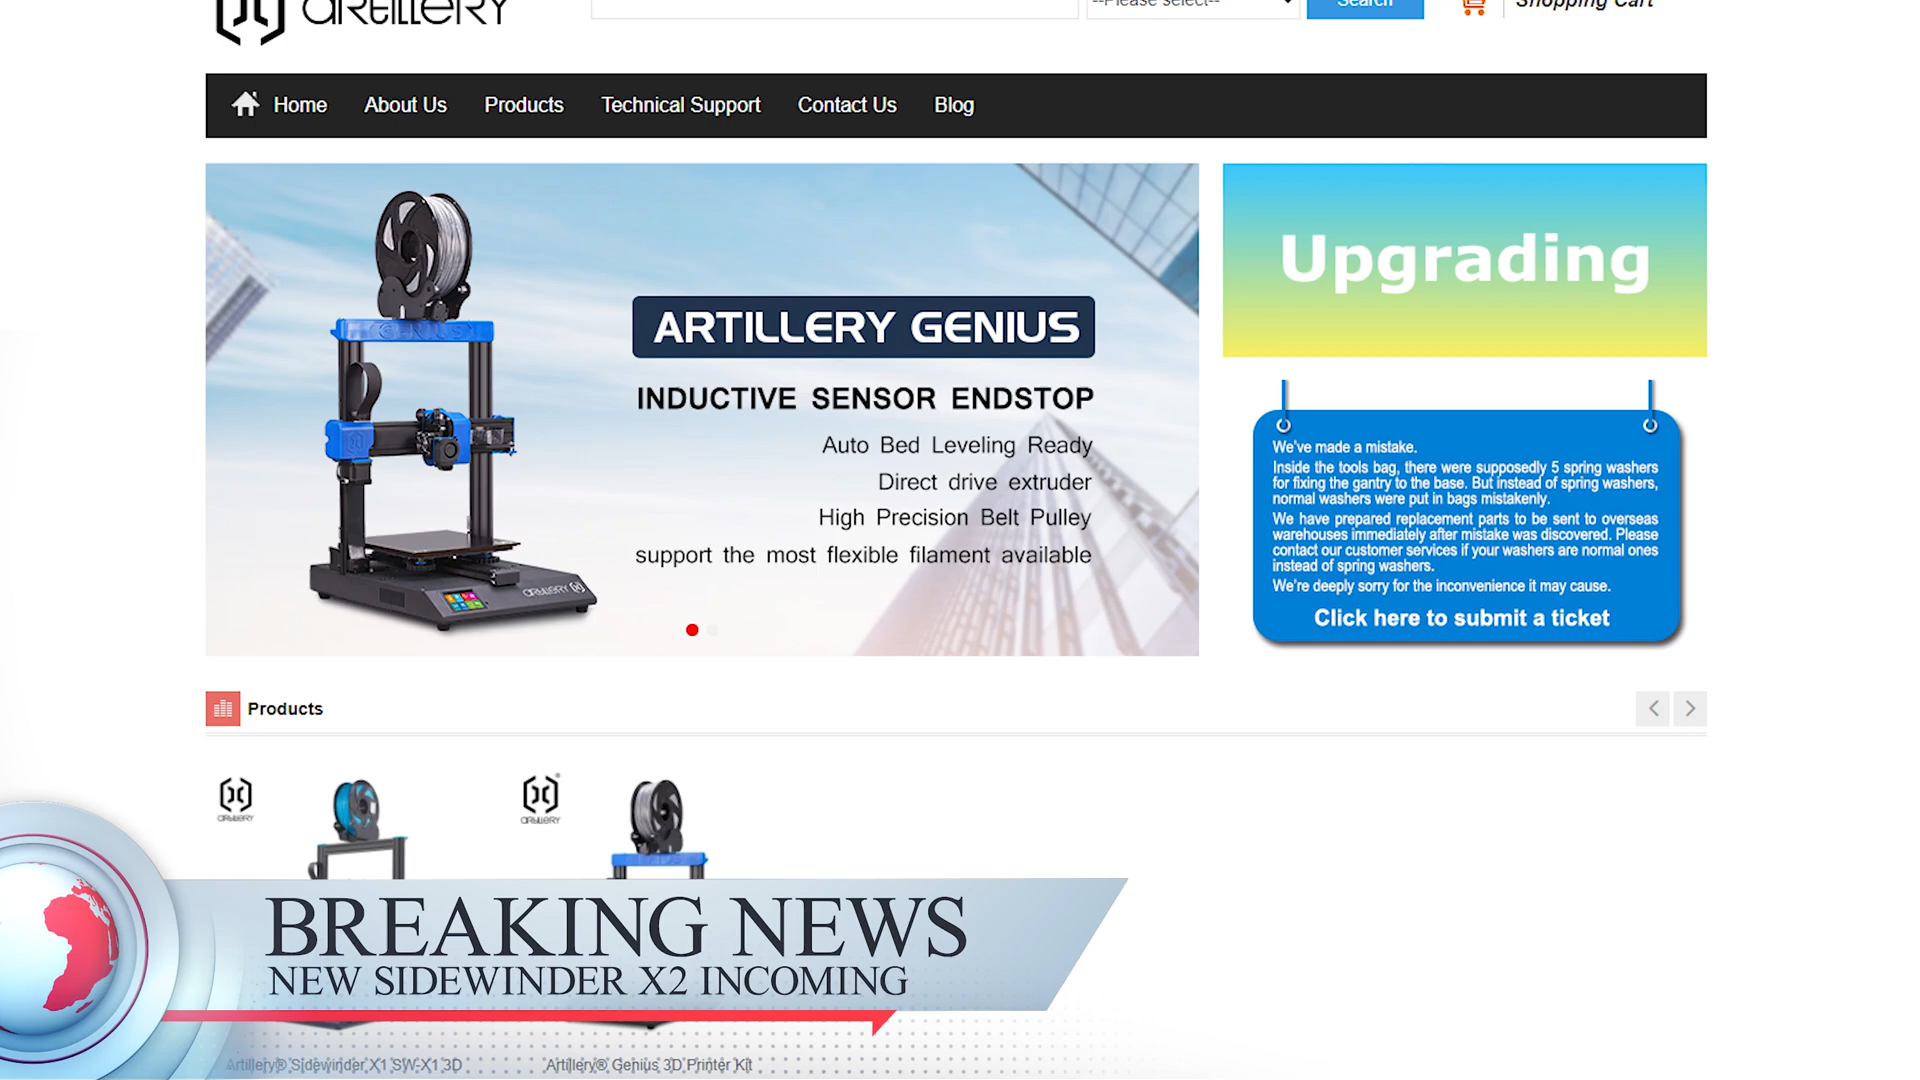 ARTILLERY
--Please select--
Search
Shopping Cart
Home
About Us
Products
Technical Support
Contact Us
Blog
GENIUS
ARTILLERY
ARTILLERY GENIUS
INDUCTIVE SENSOR ENDSTOP
Auto Bed Leveling Ready
Direct drive extruder
High Precision Belt Pulley
support the most flexible filament available
Upgrading
We've made a mistake.
Inside the tools bag, there were supposedly 5 spring washers
for fixing the gantry to the base. But instead of spring washers,
normal washers were put in bags mistakenly.
We have prepared replacement parts to be sent to overseas
warehouses immediately after mistake was discovered. Please
contact our customer services if your washers are normal ones
instead of spring washers.
We're deeply sorry for the inconvenience it may cause.
Click here to submit a ticket
Products
ARTILLERY
ARTILLERY
BREAKING NEWS
NEW SIDEWINDER X2 INCOMING
Artillery® Sidewinder X1 SW-X1 3D
Artillery® Genius 3D Printer Kit